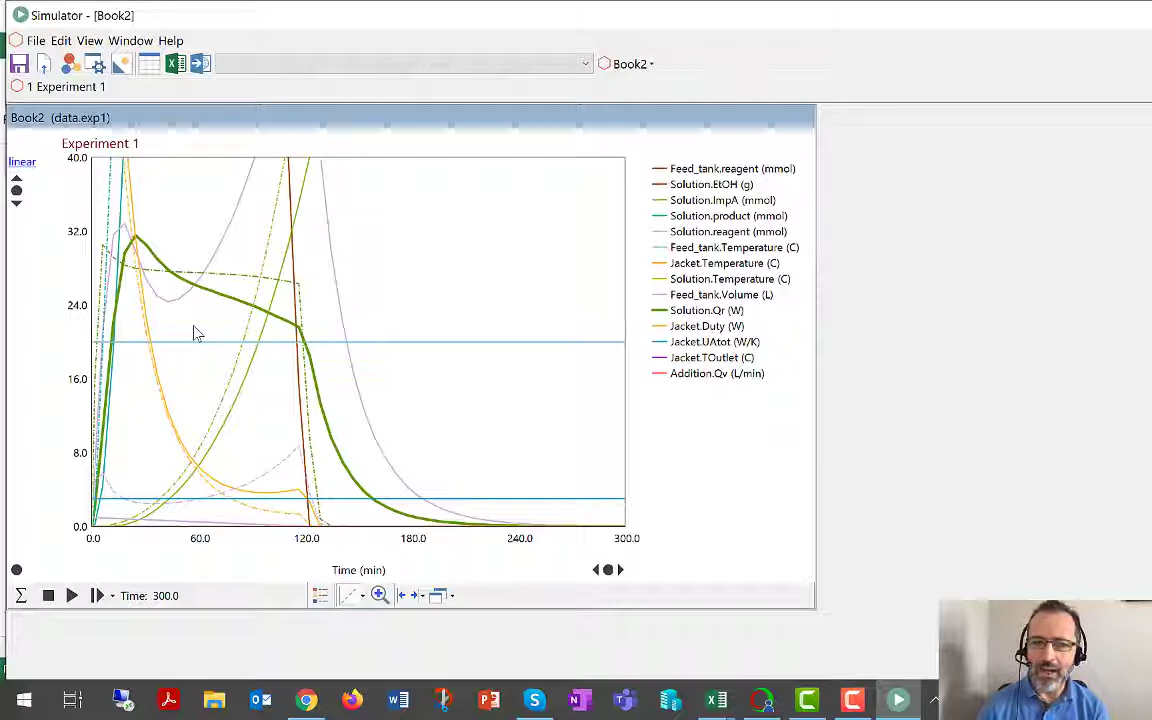 Simulator - [Book2]
File Edit View Window Help
Book2
1 Experiment 1
Book2 (data.exp1)
Experiment 1
linear
40.0
32.0
24.0
16.0
8.0
0.0
0.0 60.0 120.0 180.0 240.0 300.0
Time (min)
Feed_tank.reagent (mmol)
Solution.EtOH (g)
Solution.ImpA (mmol)
Solution.product (mmol)
Solution.reagent (mmol)
Feed_tank.Temperature (C)
Jacket.Temperature (C)
Solution.Temperature (C)
Feed_tank.Volume (L)
Solution.Qr (W)
Jacket.Duty (W)
Jacket.UAtot (W/K)
Jacket.TOutlet (C)
Addition.Qv (L/min)
Time: 300.0